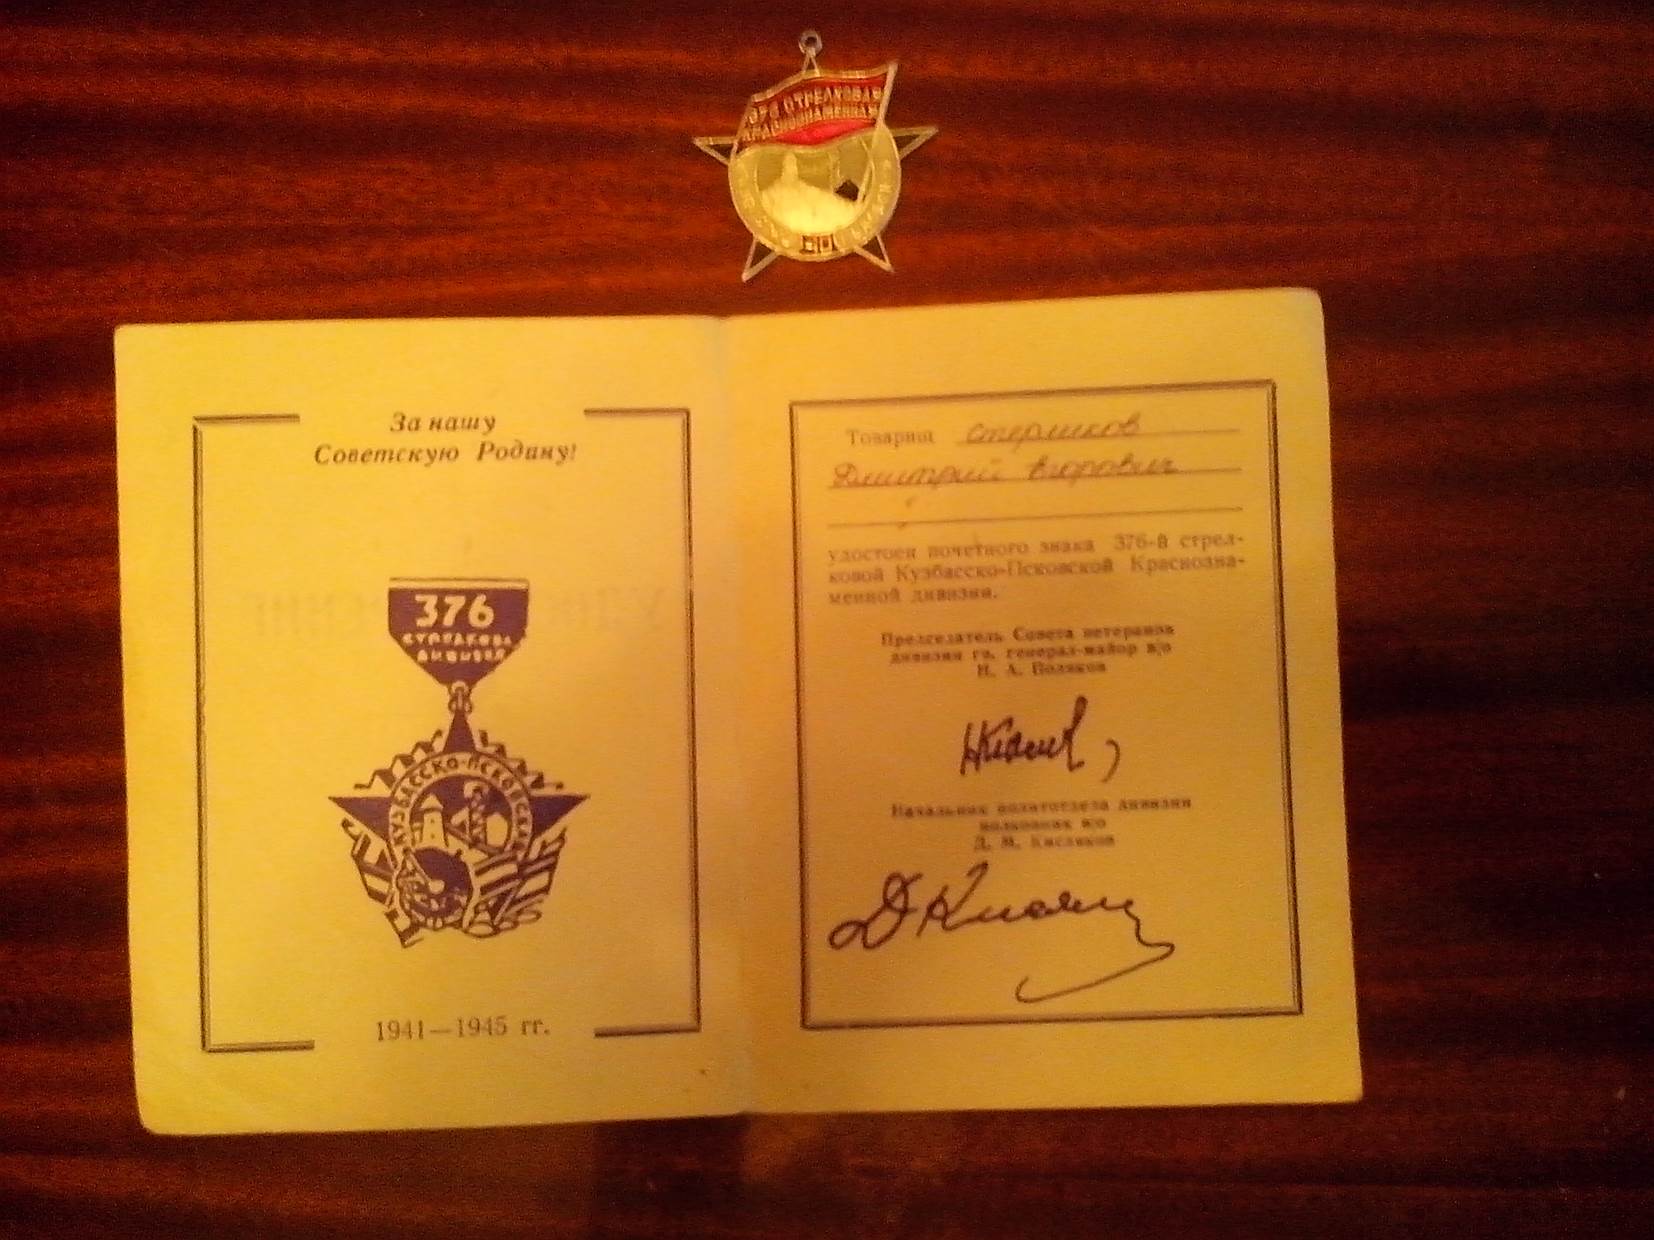 376 СТРЕЛКОВАЯ
КРАСНОЗНАМЕННАЯ
За нашу
Советскую Родину!
376
СТРЕЛКОВАЯ
ДИВИЗИЯ
КУЗБАССКО-ПСКОВСКАЯ
1941—1945 гг.
Товарищ
Дмитрий Егорович
удостоен почетного знака 376-й стрел-
ковой Кузбасско-Псковской Краснозна-
менной дивизии.
Председатель Совета ветеранов
дивизии гв. генерал-майор в/о
Н. А. Поляков
Начальник политотдела дивизии
полковник в/о
Д. М. Кисляков